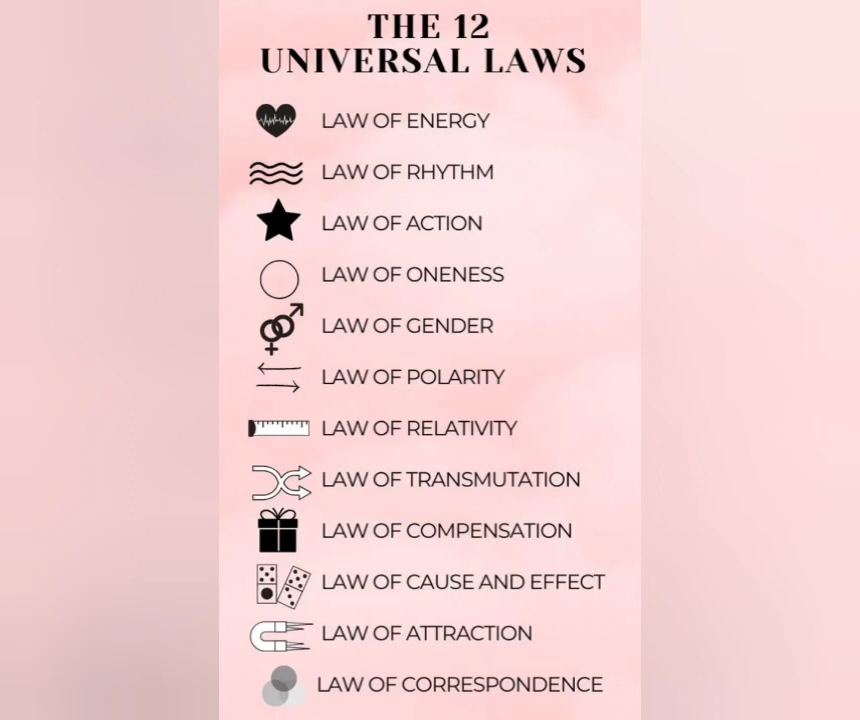 THE 12
UNIVERSAL LAWS
LAW OF ENERGY
LAW OF RHYTHM
LAW OF ACTION
LAW OF ONENESS
LAW OF GENDER
LAW OF POLARITY
LAW OF RELATIVITY
LAW OF TRANSMUTATION
LAW OF COMPENSATION
LAW OF CAUSE AND EFFECT
LAW OF ATTRACTION
LAW OF CORRESPONDENCE